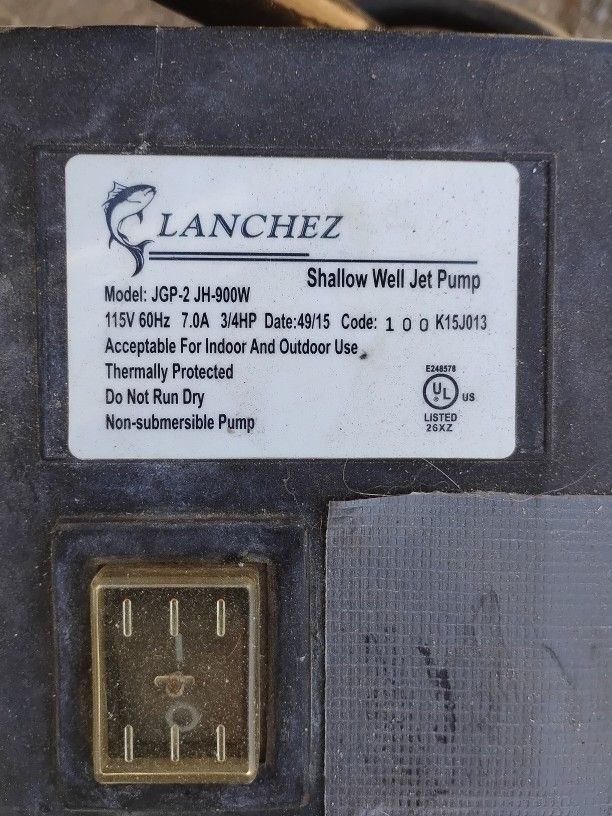 LANCHEZ
Shallow Well Jet Pump
Model: JGP-2 JH-900W
115V 60Hz 7.0A 3/4HP Date:49/15 Code: 1 0 0 K15J013
Acceptable For Indoor And Outdoor Use
Thermally Protected
Do Not Run Dry
Non-submersible Pump
E248576
UL
®
US
LISTED
26XZ